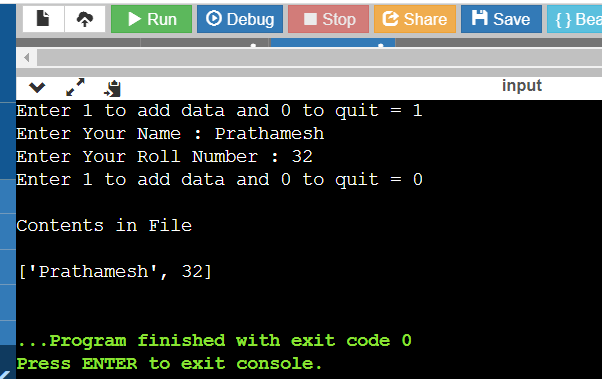 Run Debug Stop Share Save { } Bea
input
Enter 1 to add data and 0 to quit = 1
Enter Your Name : Prathamesh
Enter Your Roll Number : 32
Enter 1 to add data and 0 to quit = 0
Contents in File
['Prathamesh', 32]
...Program finished with exit code 0
Press ENTER to exit console.